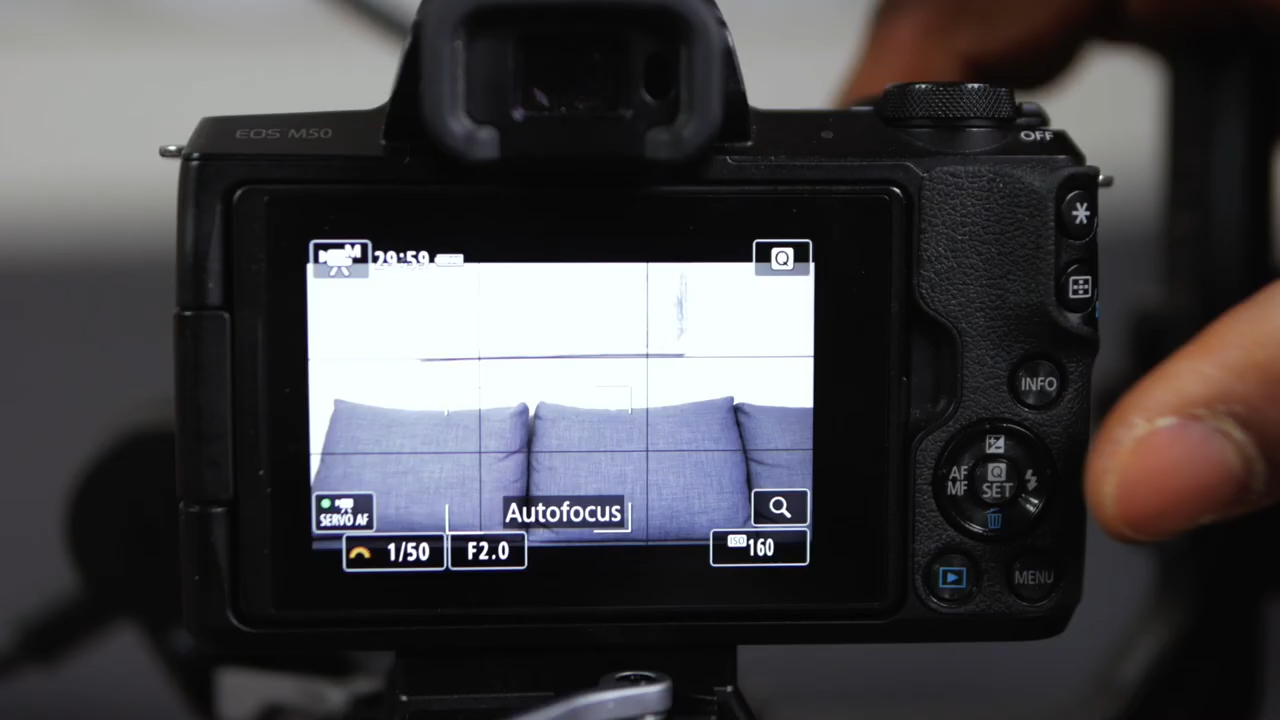 EOS M50
OFF
M 29:59
Q
INFO
AF
MF
Q
SET
SERVO AF
Autofocus
1/50 F2.0 ISO 160
MENU